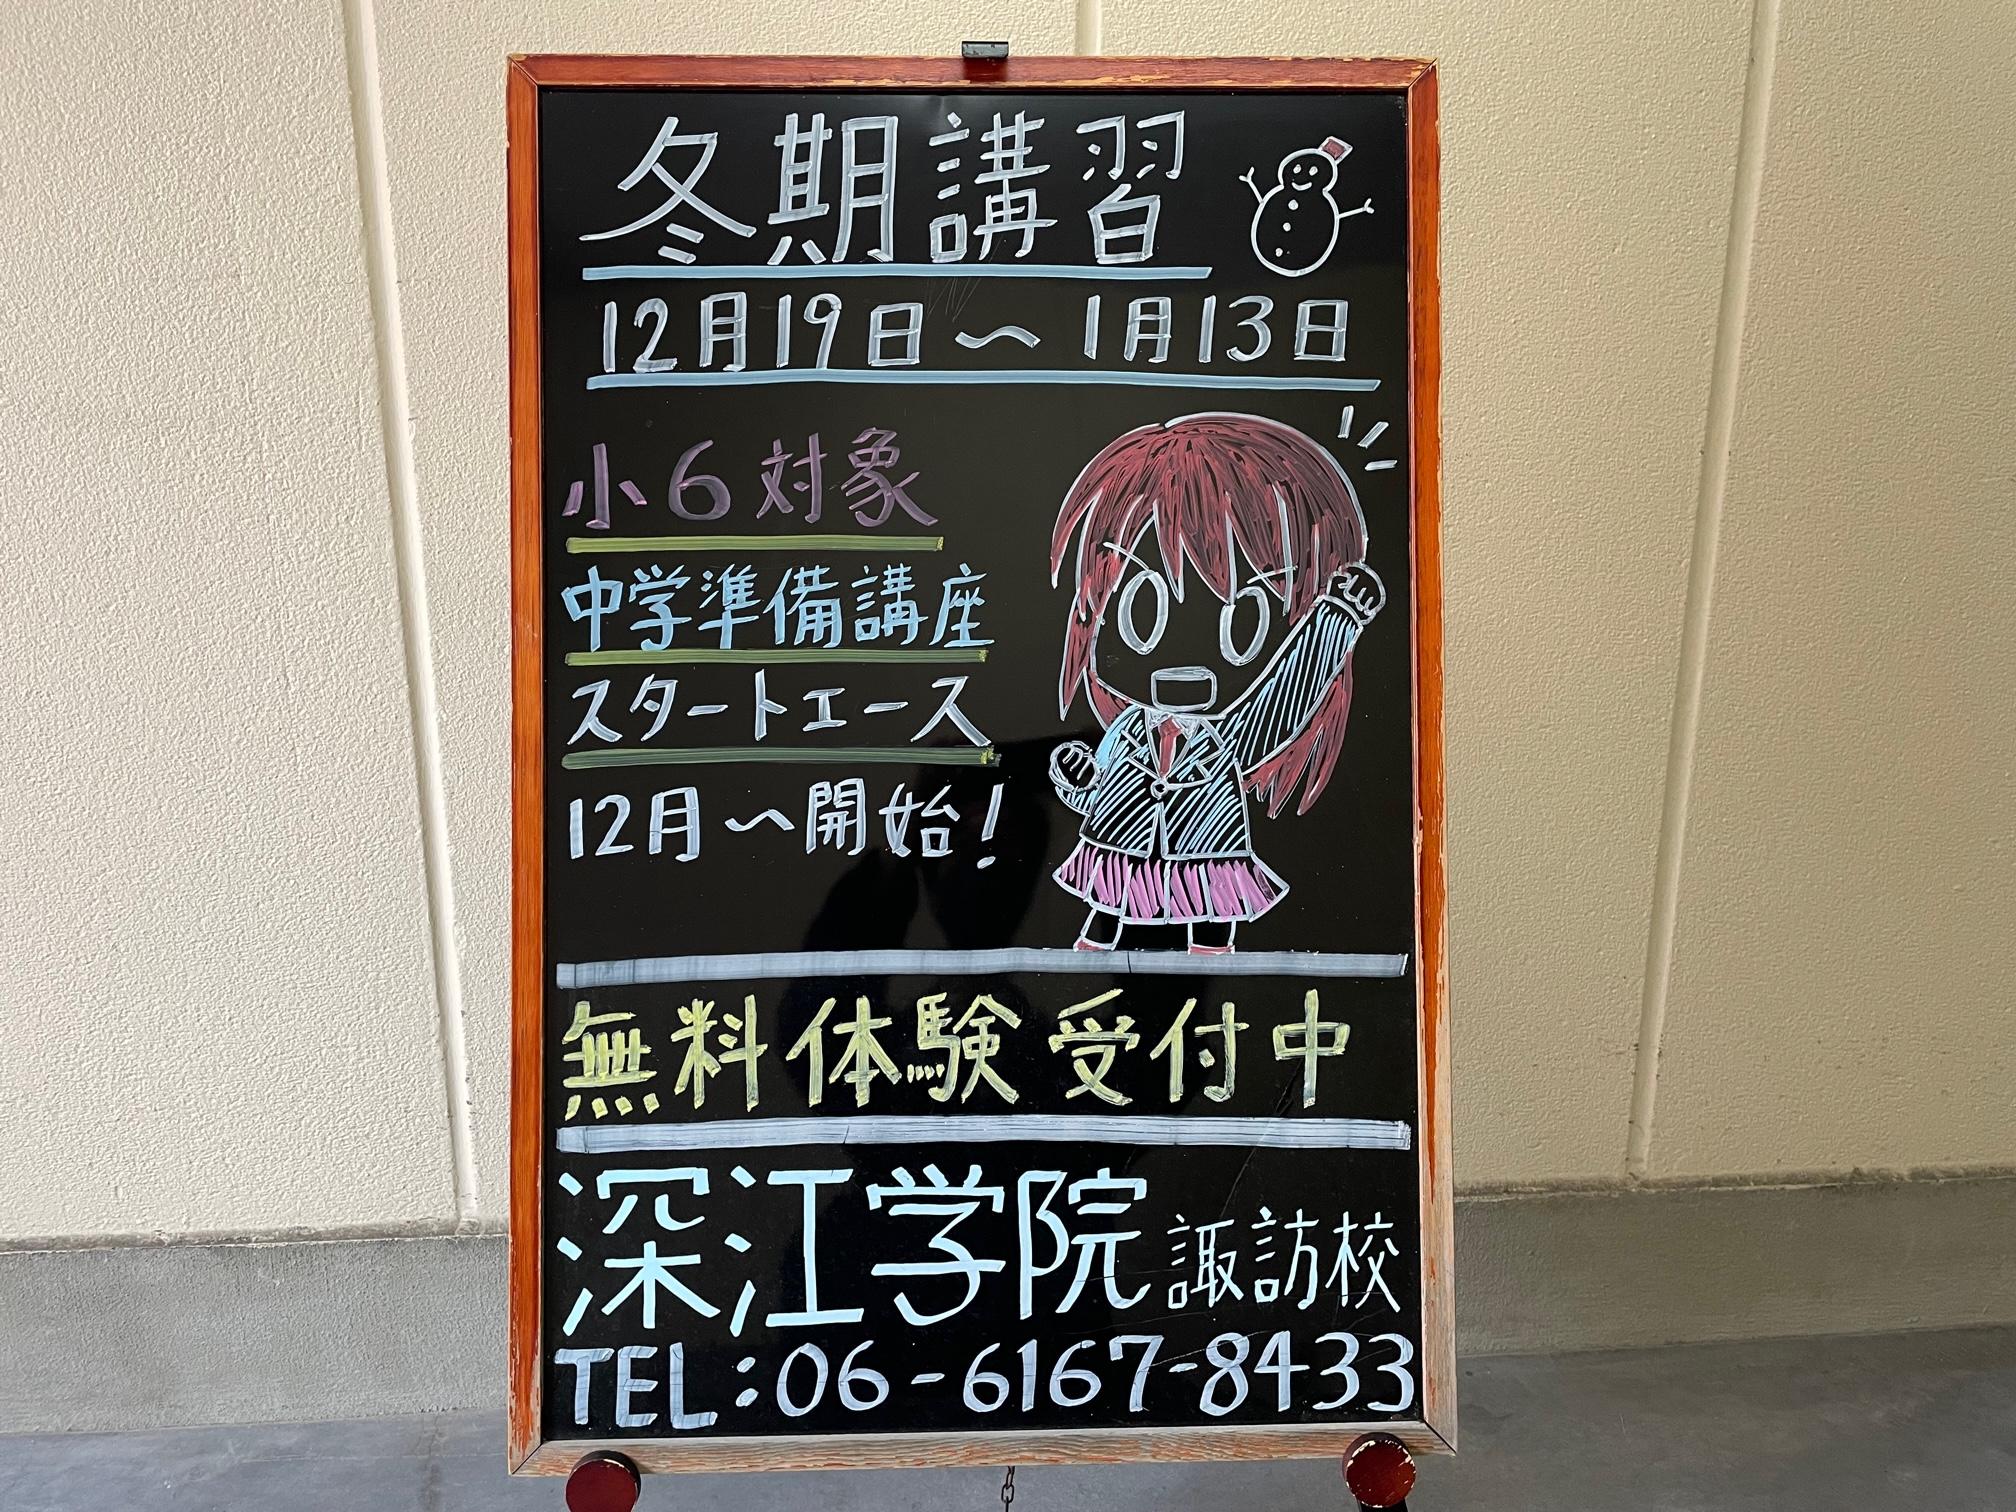 冬期講習
12月19日〜1月13日
小6対象
中学準備講座
スタートエース
12月〜開始!
無料体験受付中
深江学院 諏訪校
TEL:06-6167-8433